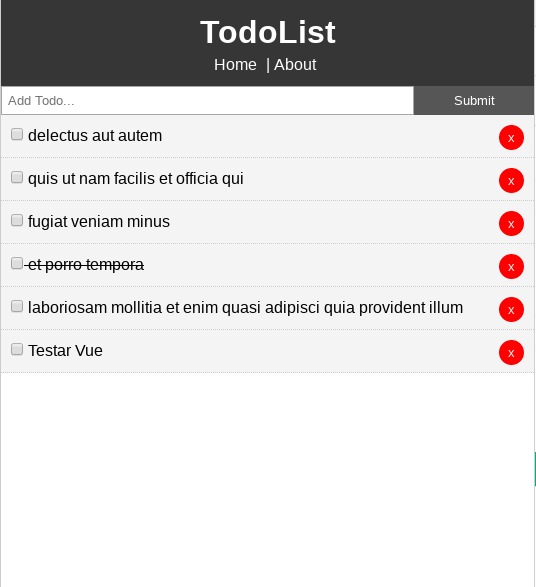 TodoList
Home | About
Add Todo... Submit
delectus aut autem x
quis ut nam facilis et officia qui x
fugiat veniam minus x
et porro tempora x
laboriosam mollitia et enim quasi adipisci quia provident illum x
Testar Vue x